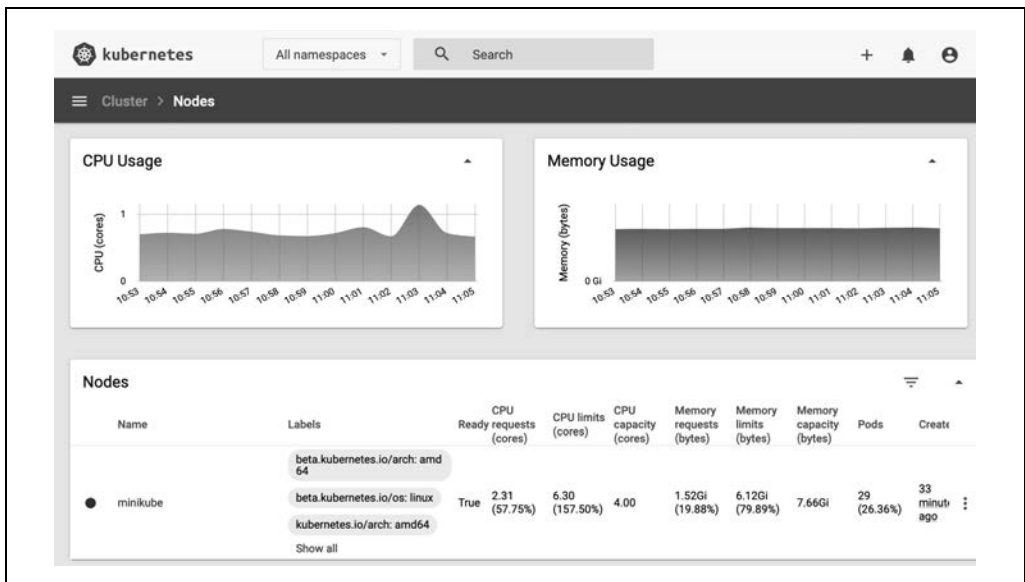 kubernetes
All namespaces
Search
Cluster > Nodes
CPU Usage
CPU (cores)
1
0
10:53 10:54 10:55 10:56 10:57 10:58 10:59 11:00 11:01 11:02 11:03 11:04 11:05
Memory Usage
Memory (bytes)
0 Gi
10:53 10:54 10:55 10:56 10:57 10:58 10:59 11:00 11:01 11:02 11:03 11:04 11:05
Nodes
Name
Labels
Ready
CPU
requests
(cores)
CPU limits
(cores)
CPU
capacity
(cores)
Memory
requests
(bytes)
Memory
limits
(bytes)
Memory
capacity
(bytes)
Pods
Create
minikube
beta.kubernetes.io/arch: amd
64
beta.kubernetes.io/os: linux
kubernetes.io/arch: amd64
Show all
True
2.31
(57.75%)
6.30
(157.50%)
4.00
1.52Gi
(19.88%)
6.12Gi
(79.89%)
7.66Gi
29
(26.36%)
33
minut
ago